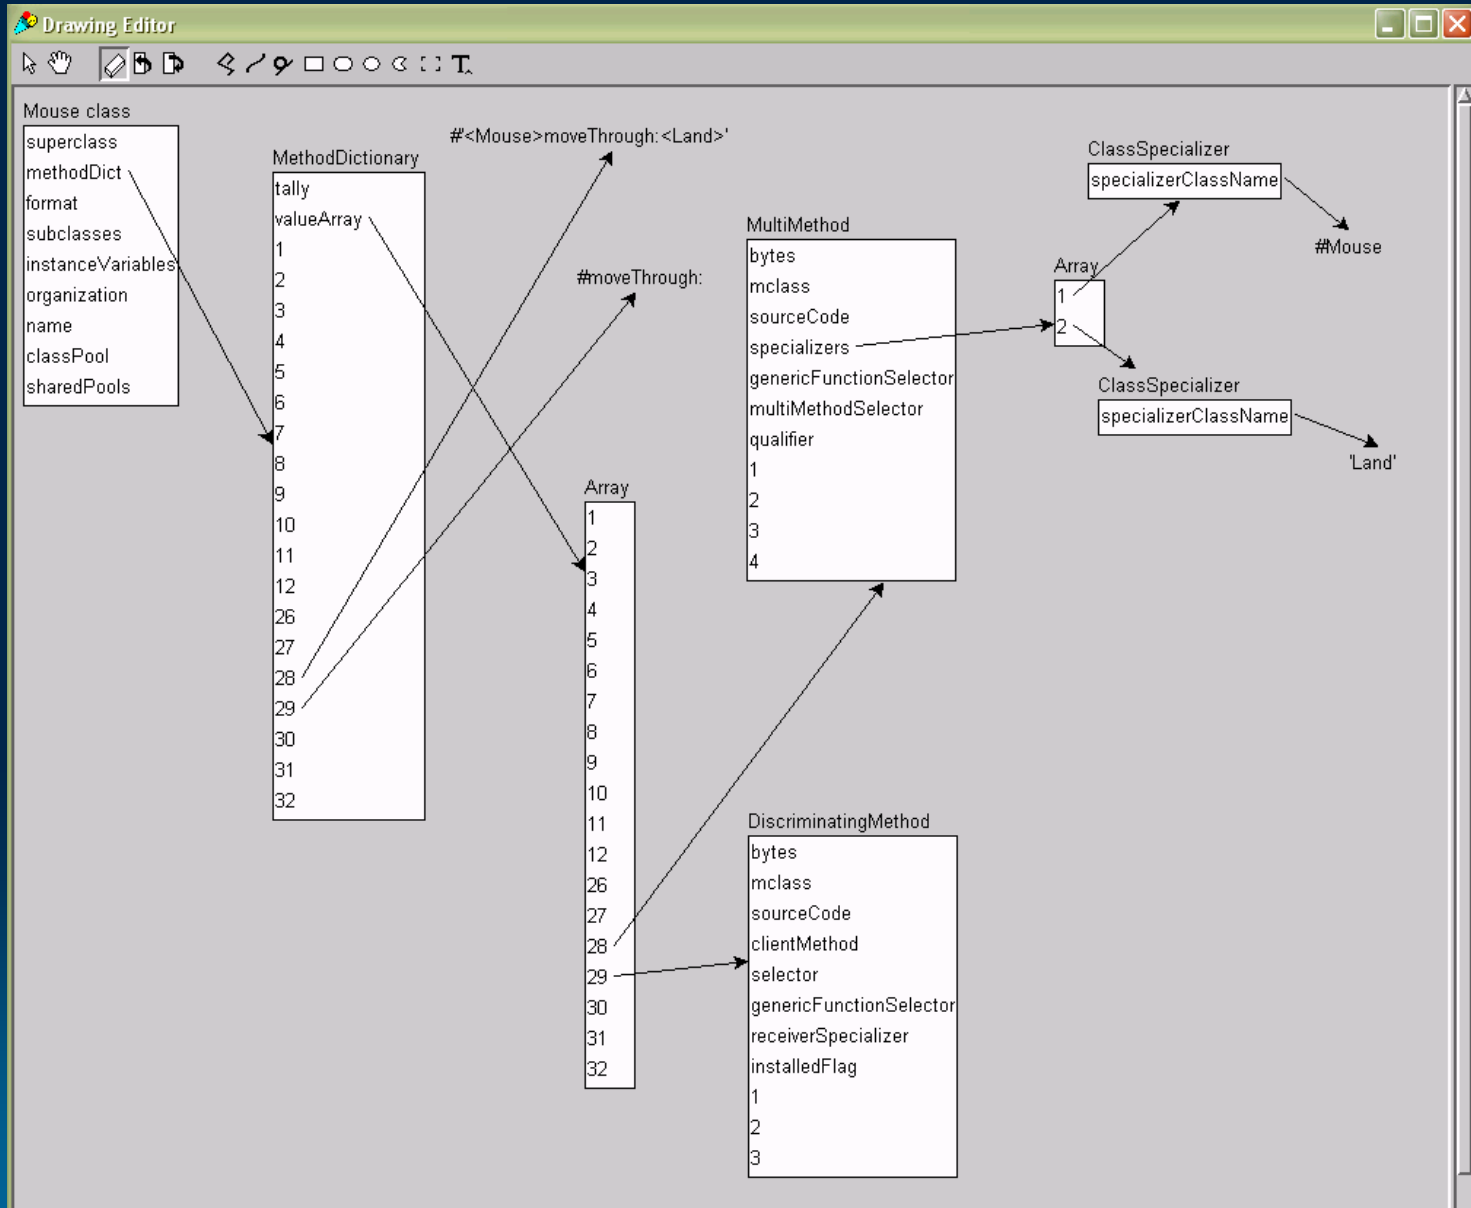 Drawing Editor
T
Mouse class
superclass
methodDict
format
subclasses
instanceVariables
organization
name
classPool
sharedPools
MethodDictionary
tally
valueArray
1
2
3
4
5
6
7
8
9
10
11
12
26
27
28
29
30
31
32
#'<Mouse>moveThrough:<Land>'
#moveThrough:
Array
1
2
3
4
5
6
7
8
9
10
11
12
26
27
28
29
30
31
32
MultiMethod
bytes
mclass
sourceCode
specializers
genericFunctionSelector
multiMethodSelector
qualifier
1
2
3
4
DiscriminatingMethod
bytes
mclass
sourceCode
clientMethod
selector
genericFunctionSelector
receiverSpecializer
installedFlag
1
2
3
Array
1
2
ClassSpecializer
specializerClassName
#Mouse
ClassSpecializer
specializerClassName
'Land'